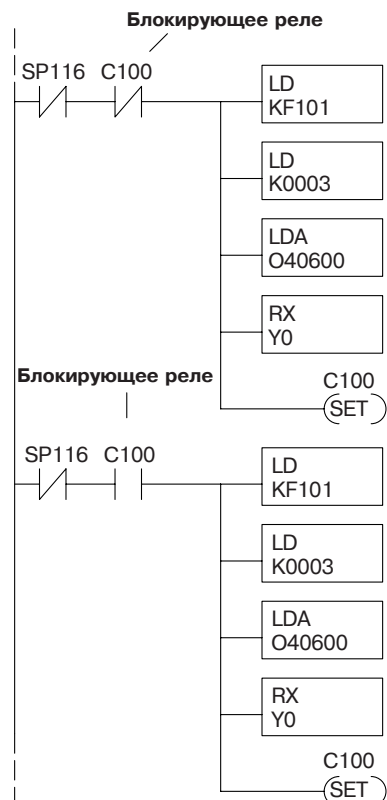 Блокирующее реле
SP116 C100
LD
KF101
LD
K0003
LDA
O40600
RX
Y0
C100
SET
Блокирующее реле
SP116 C100
LD
KF101
LD
K0003
LDA
O40600
RX
Y0
C100
SET